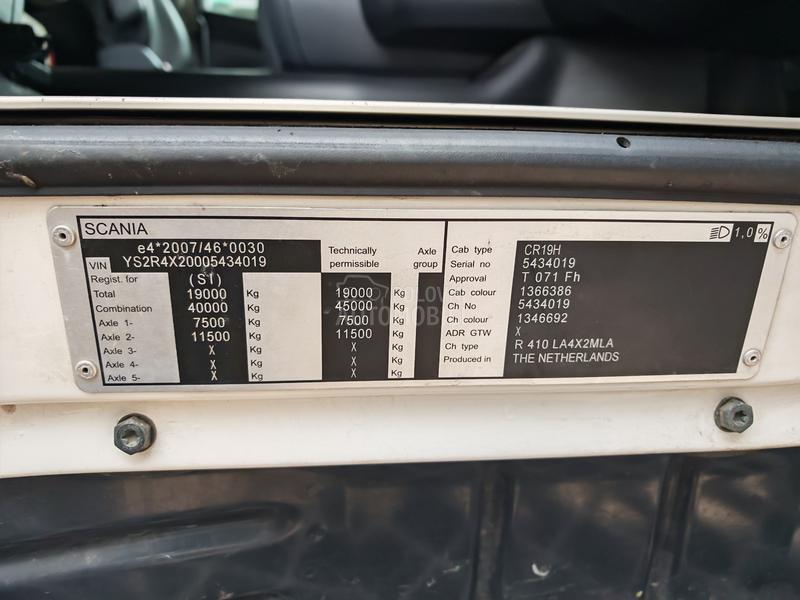 SCANIA
1,0 %
e4*2007/46*0030
VIN YS2R4X20005434019
Technically permissible
Axle group
Regist. for (ST)
Total 19000 Kg 19000 Kg
Combination 40000 Kg 45000 Kg
Axle 1- 7500 Kg 7500 Kg
Axle 2- 11500 Kg 11500 Kg
Axle 3- X Kg X Kg
Axle 4- X Kg X Kg
Axle 5- X Kg X Kg
Cab type CR19H
Serial no 5434019
Approval T 071 Fh
Cab colour 1366386
Ch No 5434019
Ch colour 1346692
ADR GTW X
Ch type R 410 LA4X2MLA
Produced in THE NETHERLANDS